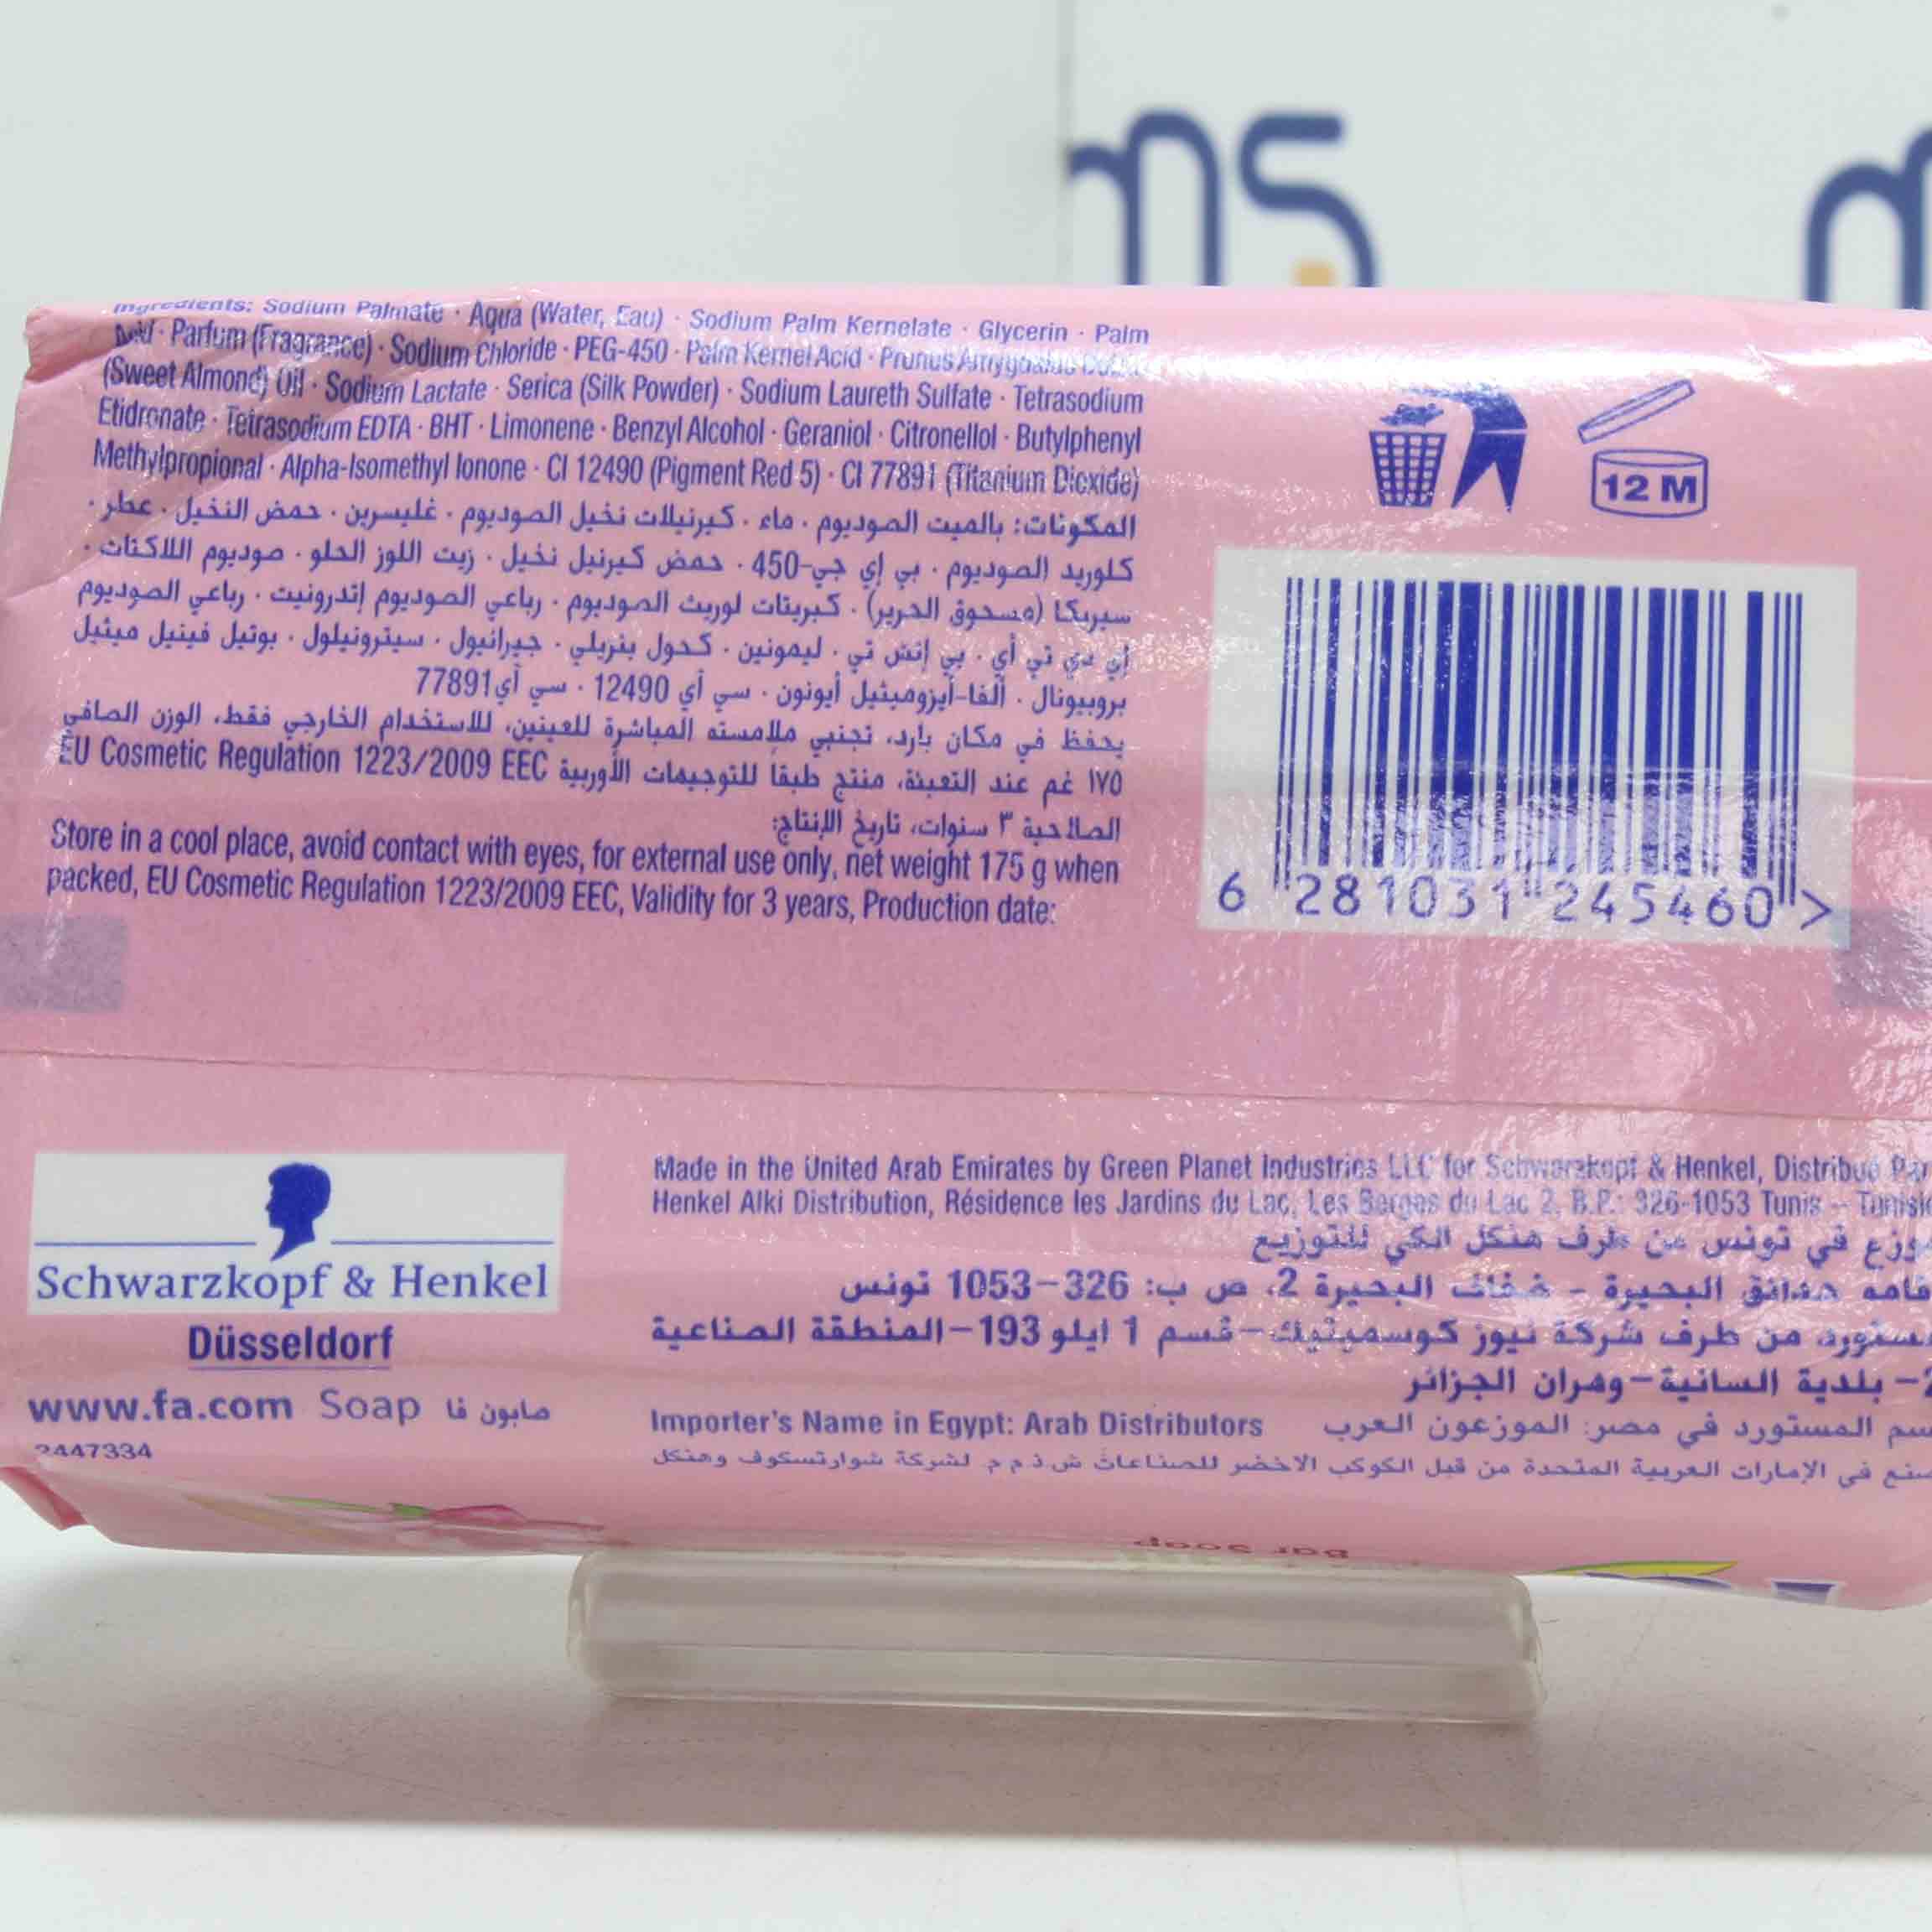 ms
Ingredients: Sodium Palmate · Aqua (Water, Eau) · Sodium Palm Kernelate · Glycerin · Palm
Acid · Parfum (Fragrance) · Sodium Chloride · PEG-450 · Palm Kernel Acid · Prunus Amygdalus
(Sweet Almond) Oil · Sodium Lactate · Serica (Silk Powder) · Sodium Laureth Sulfate · Tetrasodium
Etidronate · Tetrasodium EDTA · BHT · Limonene · Benzyl Alcohol · Geraniol · Citronellol · Butylphenyl
Methylpropional · Alpha-Isomethyl Ionone · CI 12490 (Pigment Red 5) · CI 77891 (Titanium Dioxide)
المكونات: بالميت الصوديوم · ماء · كيرنيلات نخيل الصوديوم · غليسرين · حمض النخيل · عطر ·
كلوريد الصوديوم · بي إي جي-450 · حمض كيرنيل نخيل · زيت اللوز الحلو · صوديوم اللاكتات ·
سيريكا (مسحوق الحرير) · كبريتات لوريث الصوديوم · رباعي الصوديوم إتدرونيت · رباعي الصوديوم
إي دي تي أي · بي إتش تي · ليمونين · كحول بنزيلي · جيرانيول · سيترونيلول · بوتيل فينيل ميثيل
بروبيونال · ألفا-أيزوميثيل أيونون · سي أي 12490 · سي أي 77891
يحفظ في مكان بارد، تجنبي ملامسته المباشرة للعينين، للاستخدام الخارجي فقط، الوزن الصافي
١٧٥ غم عند التعبئة، منتج طبقاً للتوجيهات الأوربية EU Cosmetic Regulation 1223/2009 EEC
الصلاحية ٣ سنوات، تاريخ الإنتاج:
Store in a cool place, avoid contact with eyes, for external use only, net weight 175 g when
packed, EU Cosmetic Regulation 1223/2009 EEC, Validity for 3 years, Production date:
12 M
6 281031 245460 >
Schwarzkopf & Henkel
Düsseldorf
www.fa.com Soap صابون فا
2447334
Made in the United Arab Emirates by Green Planet Industries LLC for Schwarzkopf & Henkel, Distribué Par
Henkel Alki Distribution, Résidence les Jardins du Lac, Les Berges du Lac 2, B.P.: 326-1053 Tunis –
في تونس من طرف هنكل الكي للتوزيع
حدائق البحيرة - ضفاف البحيرة 2، ص ب: 326-1053 تونس
من طرف شركة نيوز كوسميتيك-قسم 1 ايلو 193-المنطقة الصناعية
2- بلدية السانية-وهران الجزائر
Importer's Name in Egypt: Arab Distributors المستورد في مصر: الموزعون العرب
في الإمارات العربية المتحدة من قبل الكوكب الاخضر للصناعات ش.ذ.م.م. لشركة شوارتسكوف وهنكل
Bar Soap